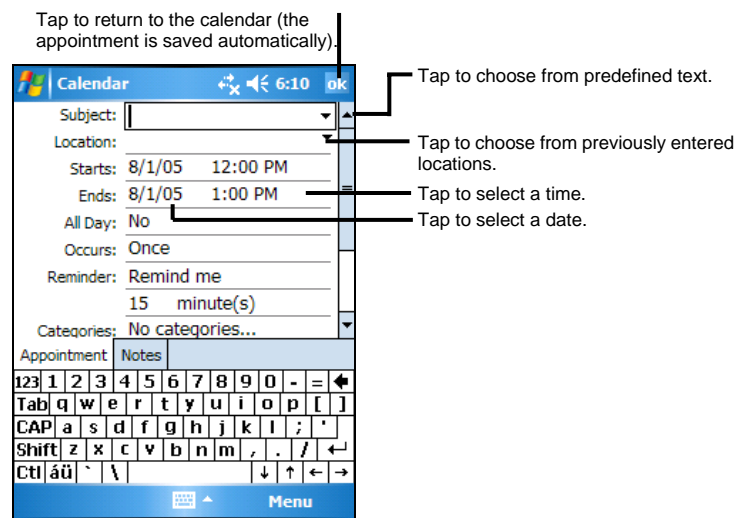 Tap to return to the calendar (the
appointment is saved automatically).
Calendar 6:10 ok
Tap to choose from predefined text.
Subject:
Location:
Tap to choose from previously entered
locations.
Starts: 8/1/05 12:00 PM
Ends: 8/1/05 1:00 PM
Tap to select a time.
Tap to select a date.
All Day: No
Occurs: Once
Reminder: Remind me
15 minute(s)
Categories: No categories...
Appointment Notes
123 1 2 3 4 5 6 7 8 9 0 - = 🡄
Tab q w e r t y u i o p [ ]
CAP a s d f g h j k l ; '
Shift z x c v b n m , . / ↵
Ctl áü ` \ ↓ ↑ ← →
Menu